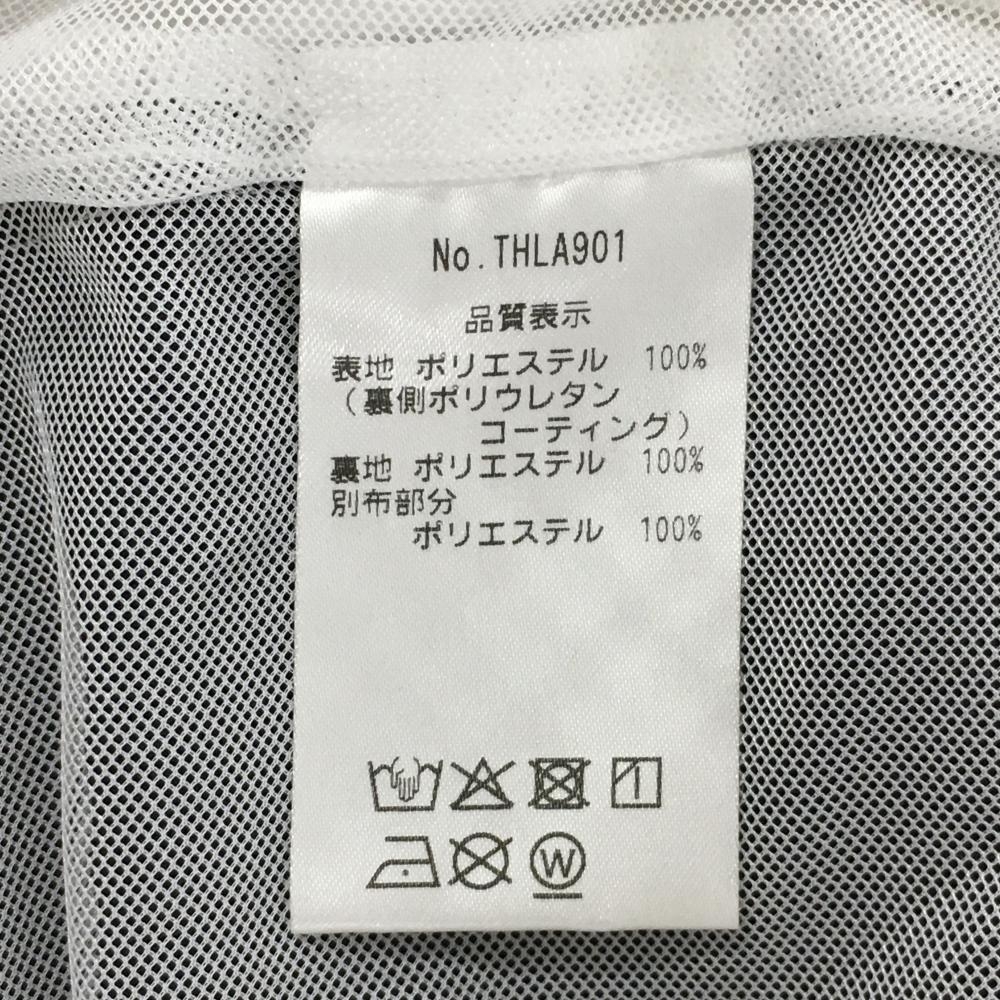 No.THLA901
品質表示
表地 ポリエステル 100%
（裏側ポリウレタン
コーティング）
裏地 ポリエステル 100%
別布部分
ポリエステル 100%
W